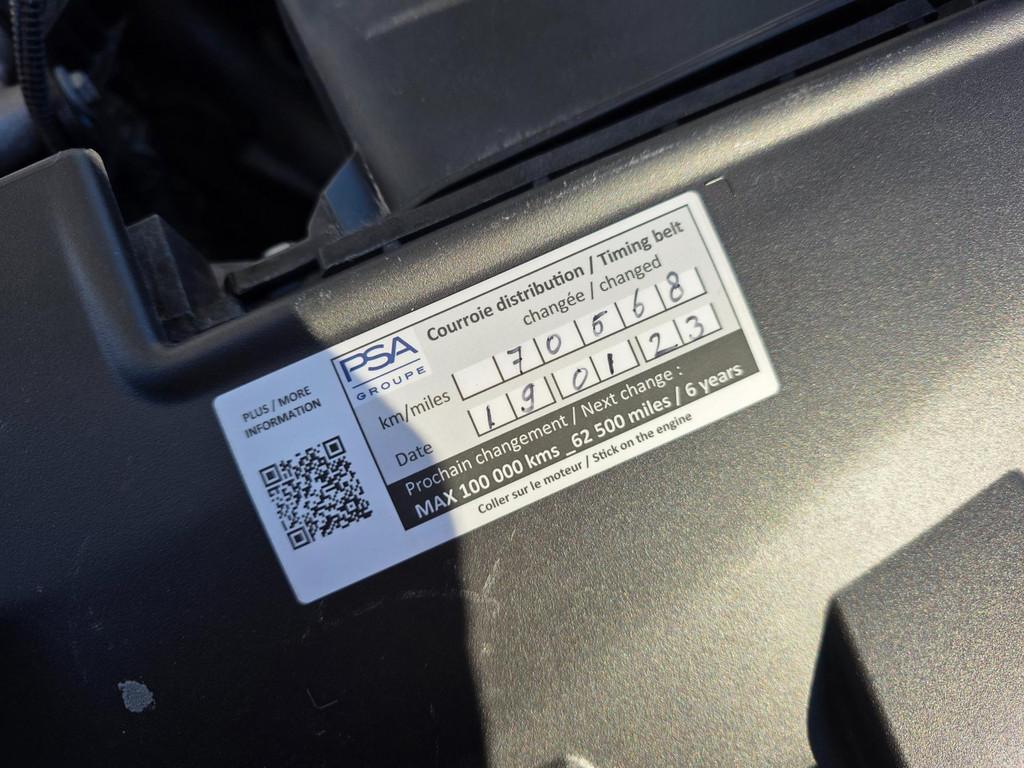 PLUS / MORE
INFORMATION
PSA
GROUPE
Courroie distribution / Timing belt
changée / changed
km/miles 70668
Date 190123
Prochain changement / Next change :
MAX 100 000 kms _62 500 miles / 6 years
Coller sur le moteur / Stick on the engine